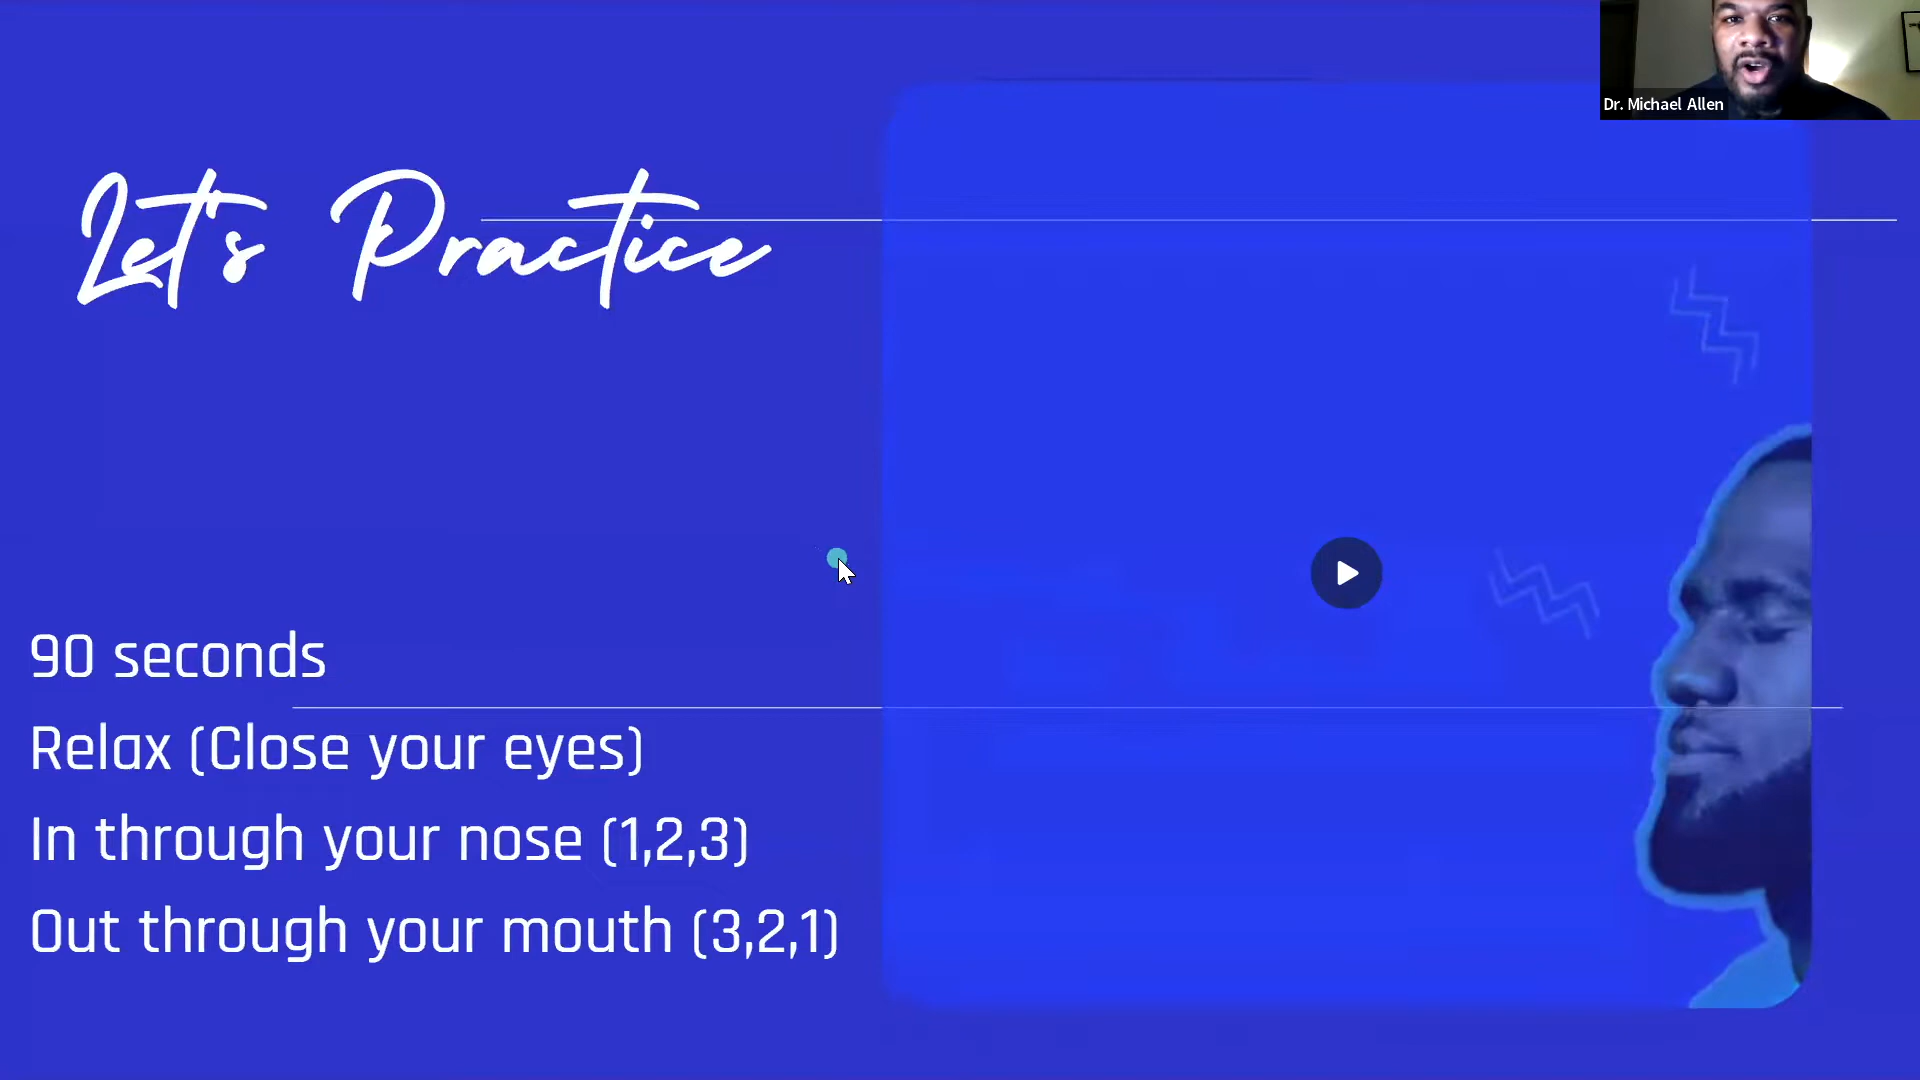 Dr. Michael Allen
Let's Practice
90 seconds
Relax (Close your eyes)
In through your nose (1,2,3)
Out through your mouth (3,2,1)